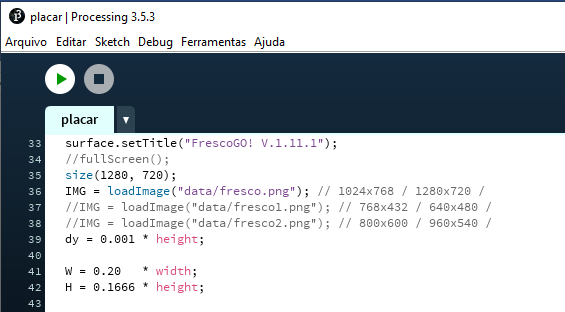 placar | Processing 3.5.3
Arquivo Editar Sketch Debug Ferramentas Ajuda
placar
33 surface.setTitle("FrescoGO! V.1.11.1");
34 //fullScreen();
35 size(1280, 720);
36 IMG = loadImage("data/fresco.png"); // 1024x768 / 1280x720 /
37 //IMG = loadImage("data/fresco1.png"); // 768x432 / 640x480 /
38 //IMG = loadImage("data/fresco2.png"); // 800x600 / 960x540 /
39 dy = 0.001 * height;
40
41 W = 0.20   * width;
42 H = 0.1666 * height;
43